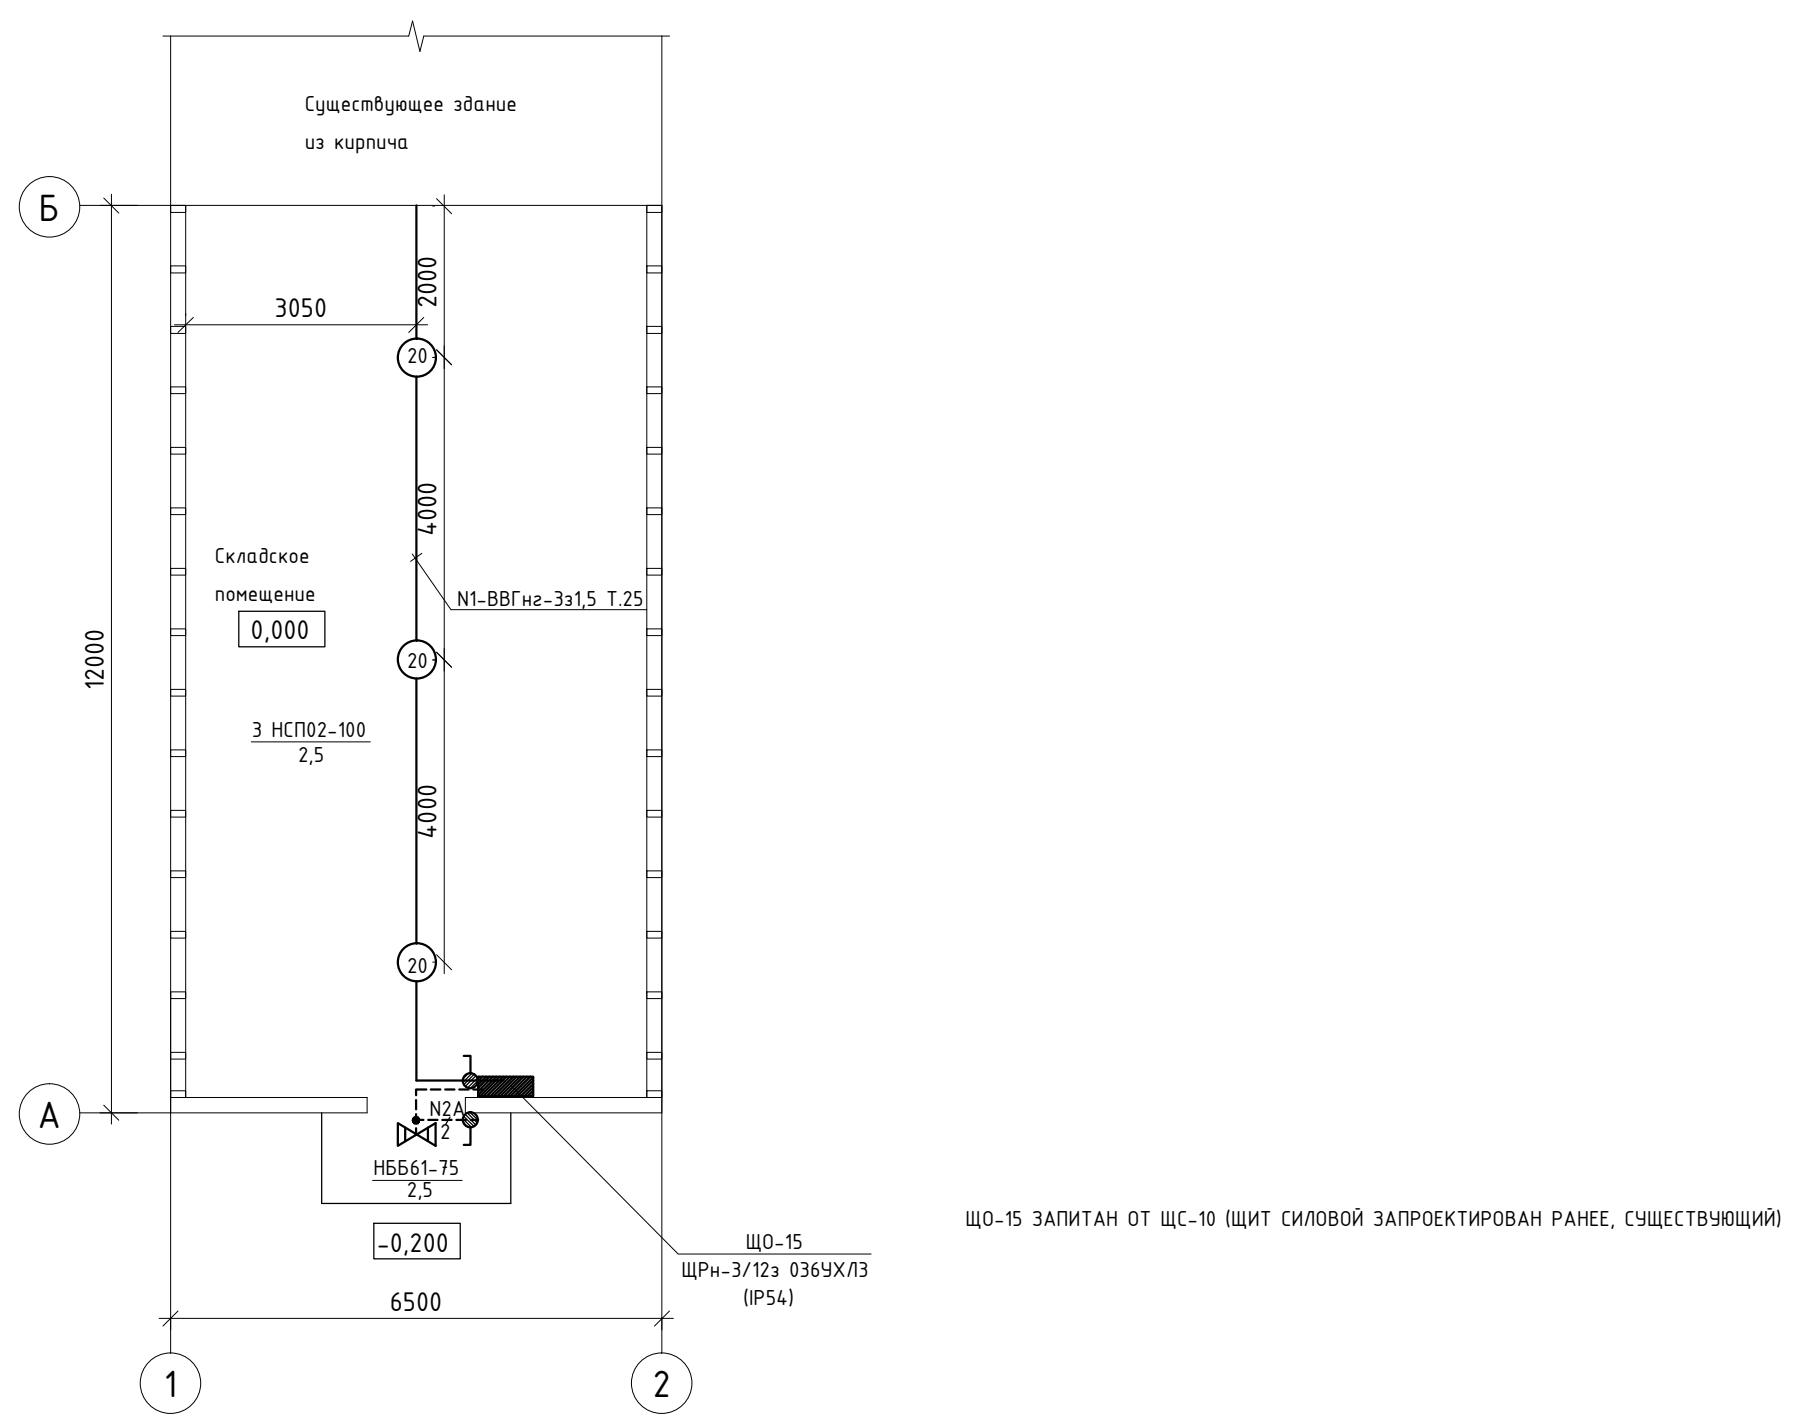 Существующее здание
из кирпича
Б
2000
3050
20
4000
Складское
помещение
N1-ВВГнг-3з1,5 Т.25
0,000
12000
20
3 НСП02-100
2,5
4000
20
N2А
2
А
НББ61-75
2,5
ЩО-15 ЗАПИТАН ОТ ЩС-10 (ЩИТ СИЛОВОЙ ЗАПРОЕКТИРОВАН РАНЕЕ, СУЩЕСТВУЮЩИЙ)
-0,200
ЩО-15
ЩРн-3/12з 036УХЛ3
(IP54)
6500
1
2